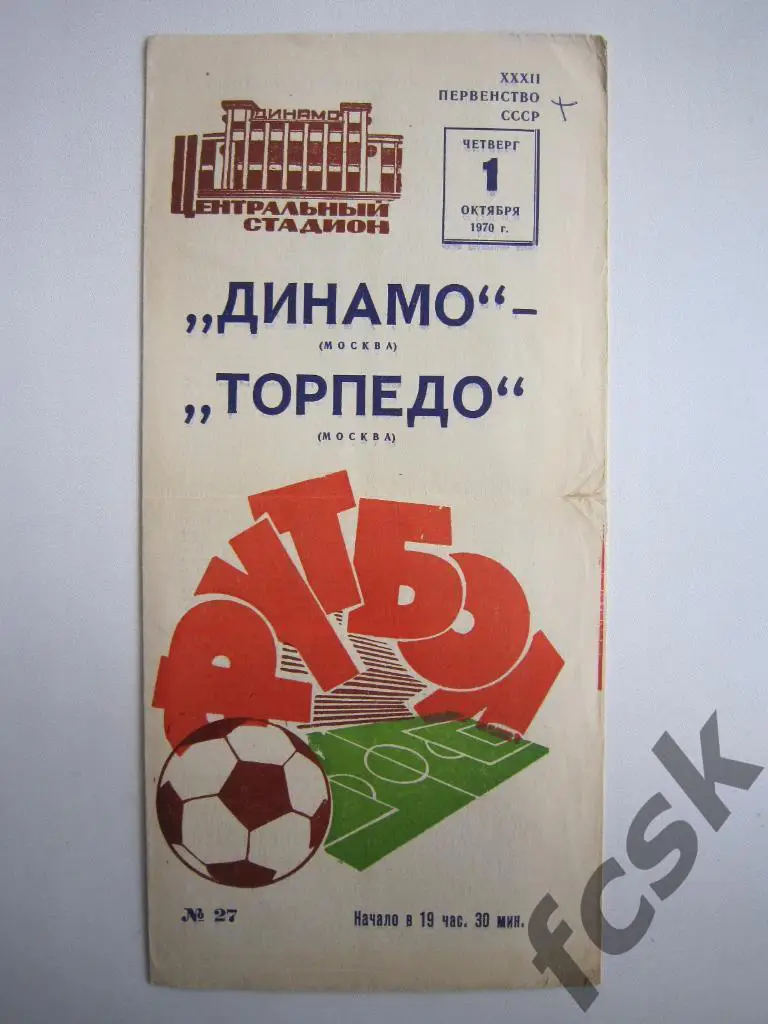 XXXII
ПЕРВЕНСТВО
СССР
ДИНАМО
ЦЕНТРАЛЬНЫЙ
СТАДИОН
ЧЕТВЕРГ
1
ОКТЯБРЯ
1970 г.
„ДИНАМО“ –
(МОСКВА)
„ТОРПЕДО“
(МОСКВА)
ФУТБОЛ
№ 27
Начало в 19 час. 30 мин.
fcsk